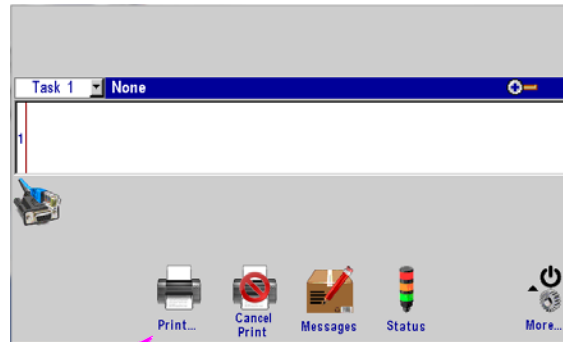 Task 1 None
1
Print...
Cancel
Print
Messages
Status
More...